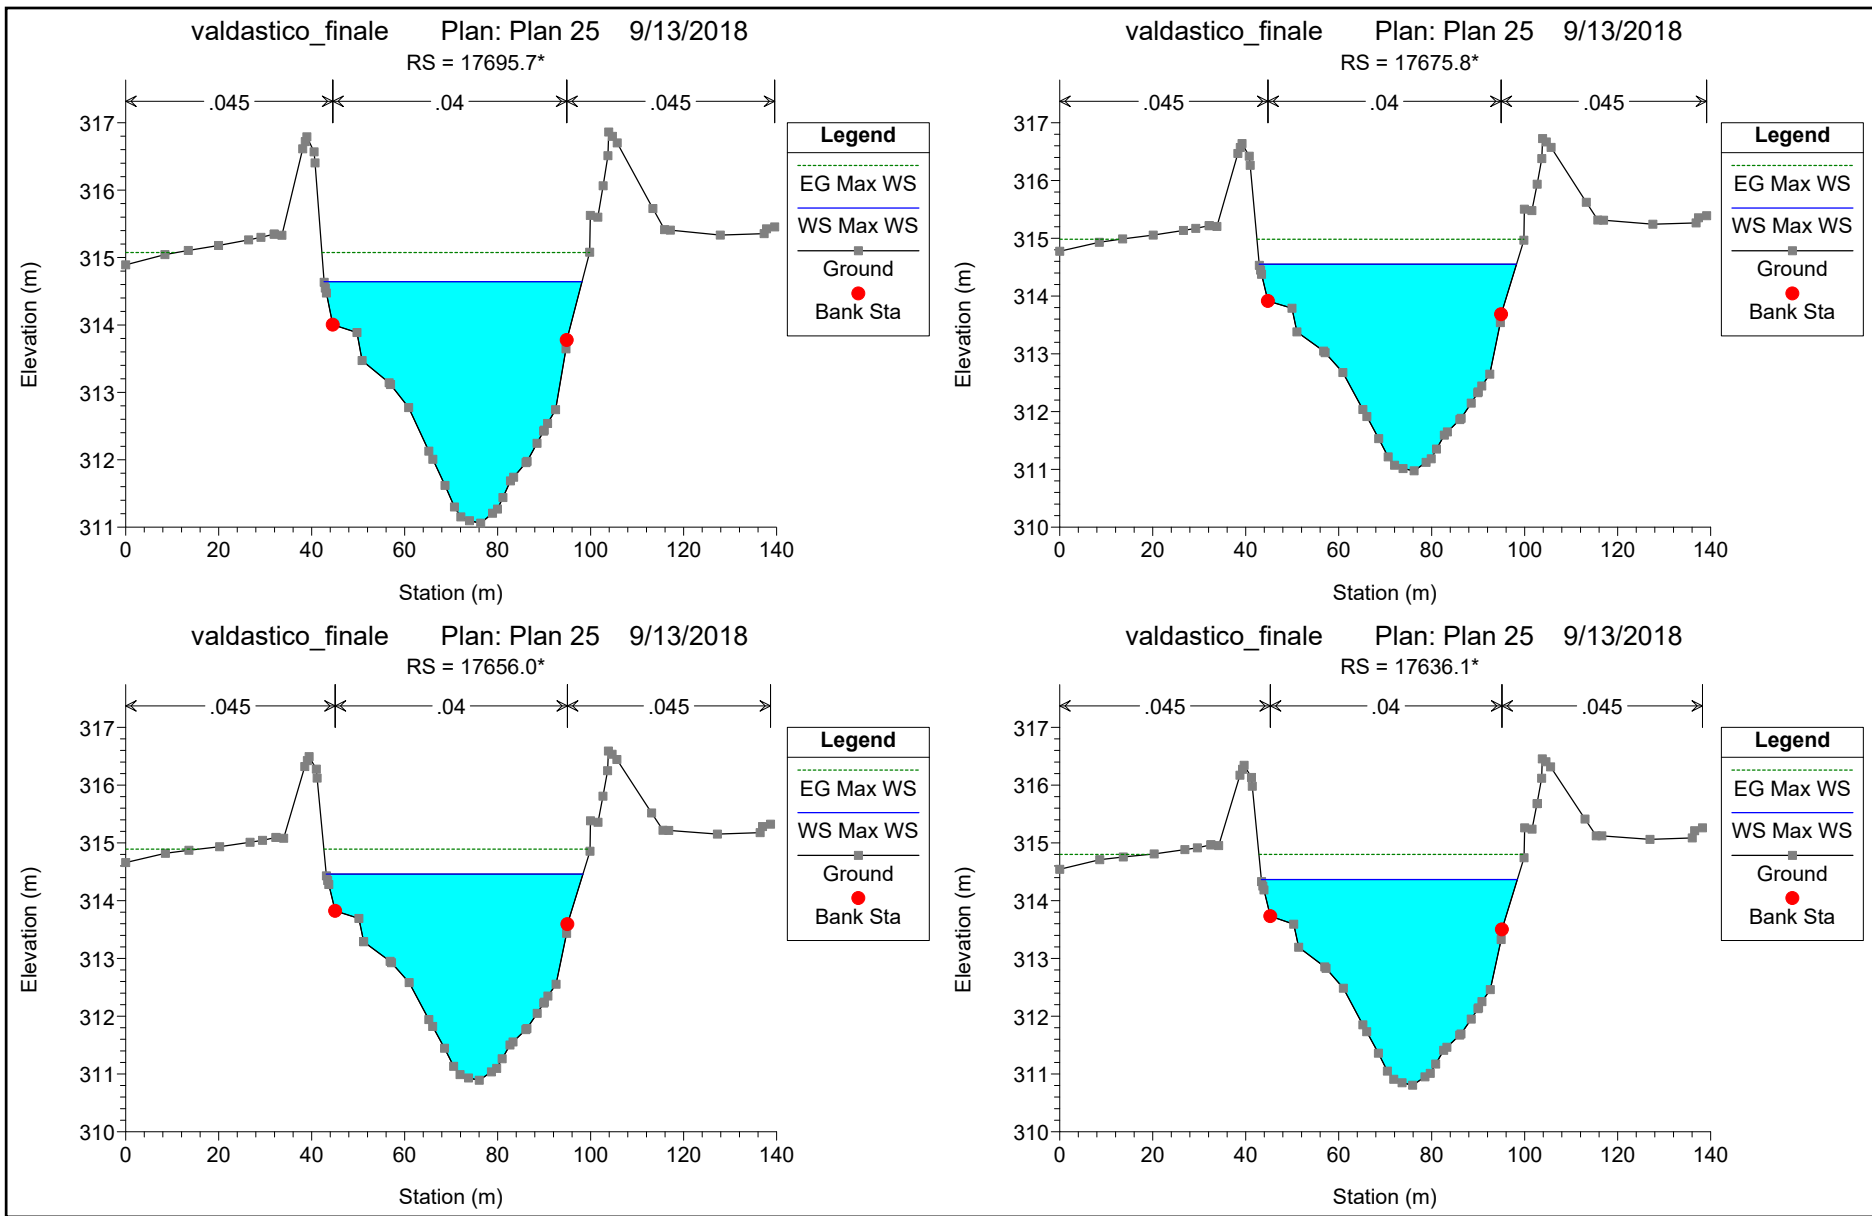 valdastico_finale Plan: Plan 25 9/13/2018
RS = 17695.7*
.045 .04 .045
317
316
315
314
313
312
311
0 20 40 60 80 100 120 140
Elevation (m)
Station (m)
Legend
EG Max WS
WS Max WS
Ground
Bank Sta
valdastico_finale Plan: Plan 25 9/13/2018
RS = 17675.8*
.045 .04 .045
317
316
315
314
313
312
311
310
0 20 40 60 80 100 120 140
Elevation (m)
Station (m)
Legend
EG Max WS
WS Max WS
Ground
Bank Sta
valdastico_finale Plan: Plan 25 9/13/2018
RS = 17656.0*
.045 .04 .045
317
316
315
314
313
312
311
310
0 20 40 60 80 100 120 140
Elevation (m)
Station (m)
Legend
EG Max WS
WS Max WS
Ground
Bank Sta
valdastico_finale Plan: Plan 25 9/13/2018
RS = 17636.1*
.045 .04 .045
317
316
315
314
313
312
311
310
0 20 40 60 80 100 120 140
Elevation (m)
Station (m)
Legend
EG Max WS
WS Max WS
Ground
Bank Sta